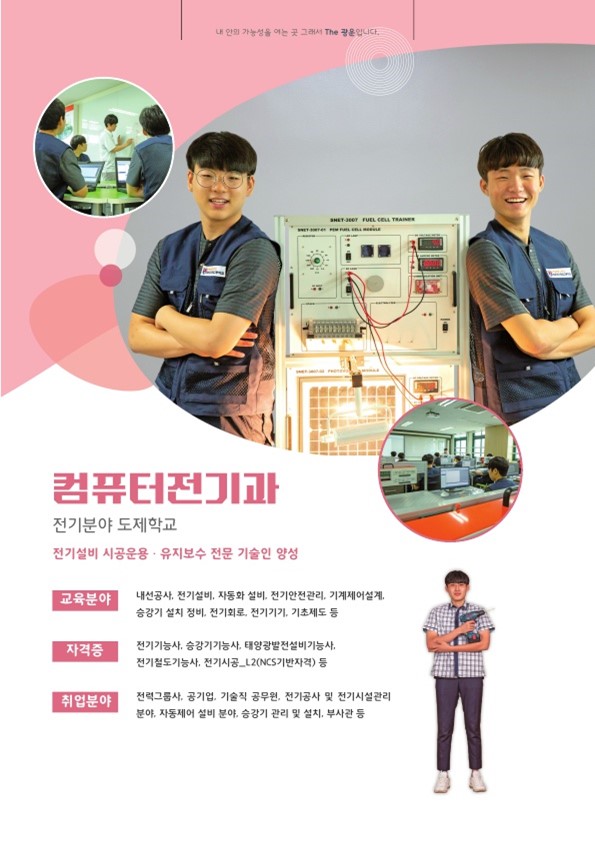 내 안의 가능성을 여는 곳 그래서 The 광운입니다.
SNET-3007 FUEL CELL TRAINER
SNET-3007-01 PEM FUEL CELL MODULE
컴퓨터전기과
전기분야 도제학교
전기설비 시공운용 · 유지보수 전문 기술인 양성
교육분야
내선공사, 전기설비, 자동화 설비, 전기안전관리, 기계제어설계,
승강기 설치 정비, 전기회로, 전기기기, 기초제도 등
자격증
전기기능사, 승강기기능사, 태양광발전설비기능사,
전기철도기능사, 전기시공_L2(NCS기반자격) 등
취업분야
전력그룹사, 공기업, 기술직 공무원, 전기공사 및 전기시설관리
분야, 자동제어 설비 분야, 승강기 관리 및 설치, 부사관 등